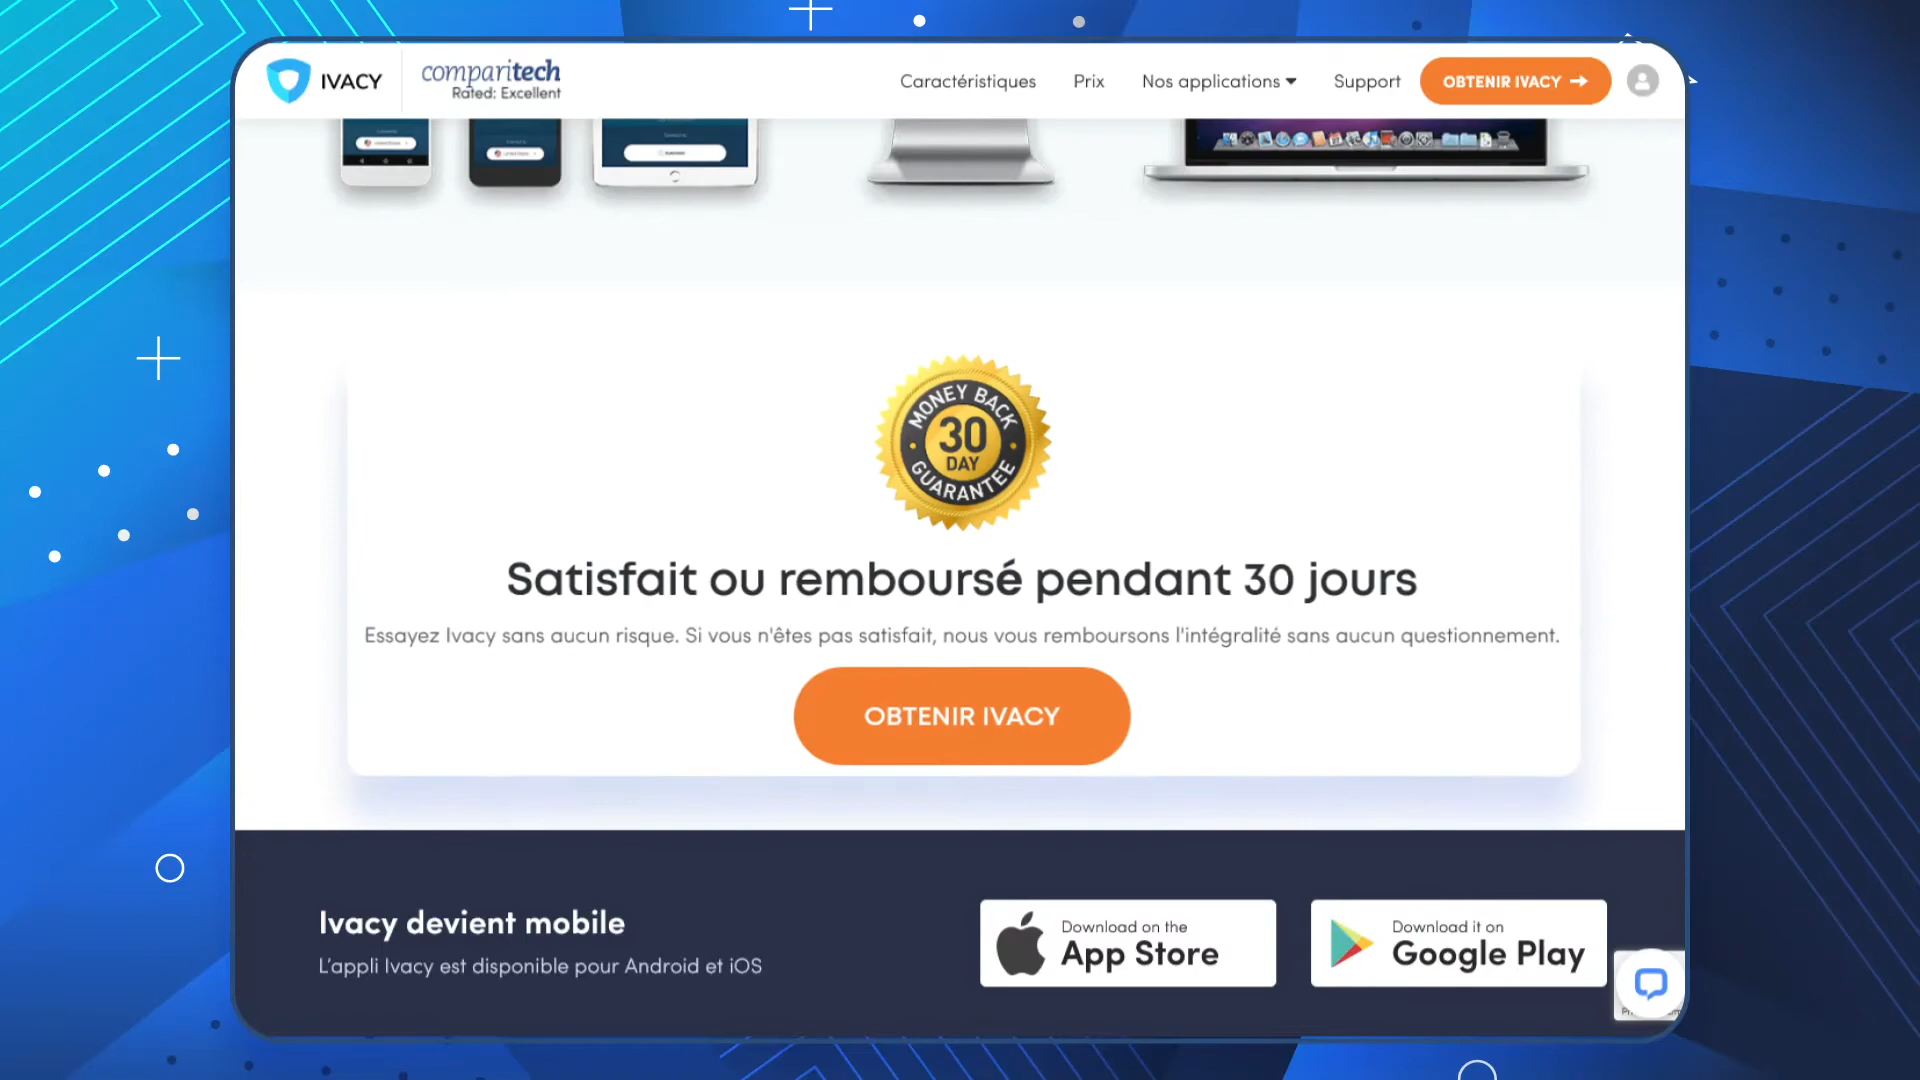 IVACY
comparitech
Rated: Excellent
Caractéristiques
Prix
Nos applications
Support
OBTENIR IVACY
MONEY BACK
30
DAY
GUARANTEE
Satisfait ou remboursé pendant 30 jours
Essayez Ivacy sans aucun risque. Si vous n'êtes pas satisfait, nous vous remboursons l'intégralité sans aucun questionnement.
OBTENIR IVACY
Ivacy devient mobile
L'appli Ivacy est disponible pour Android et iOS
Download on the
App Store
Download it on
Google Play